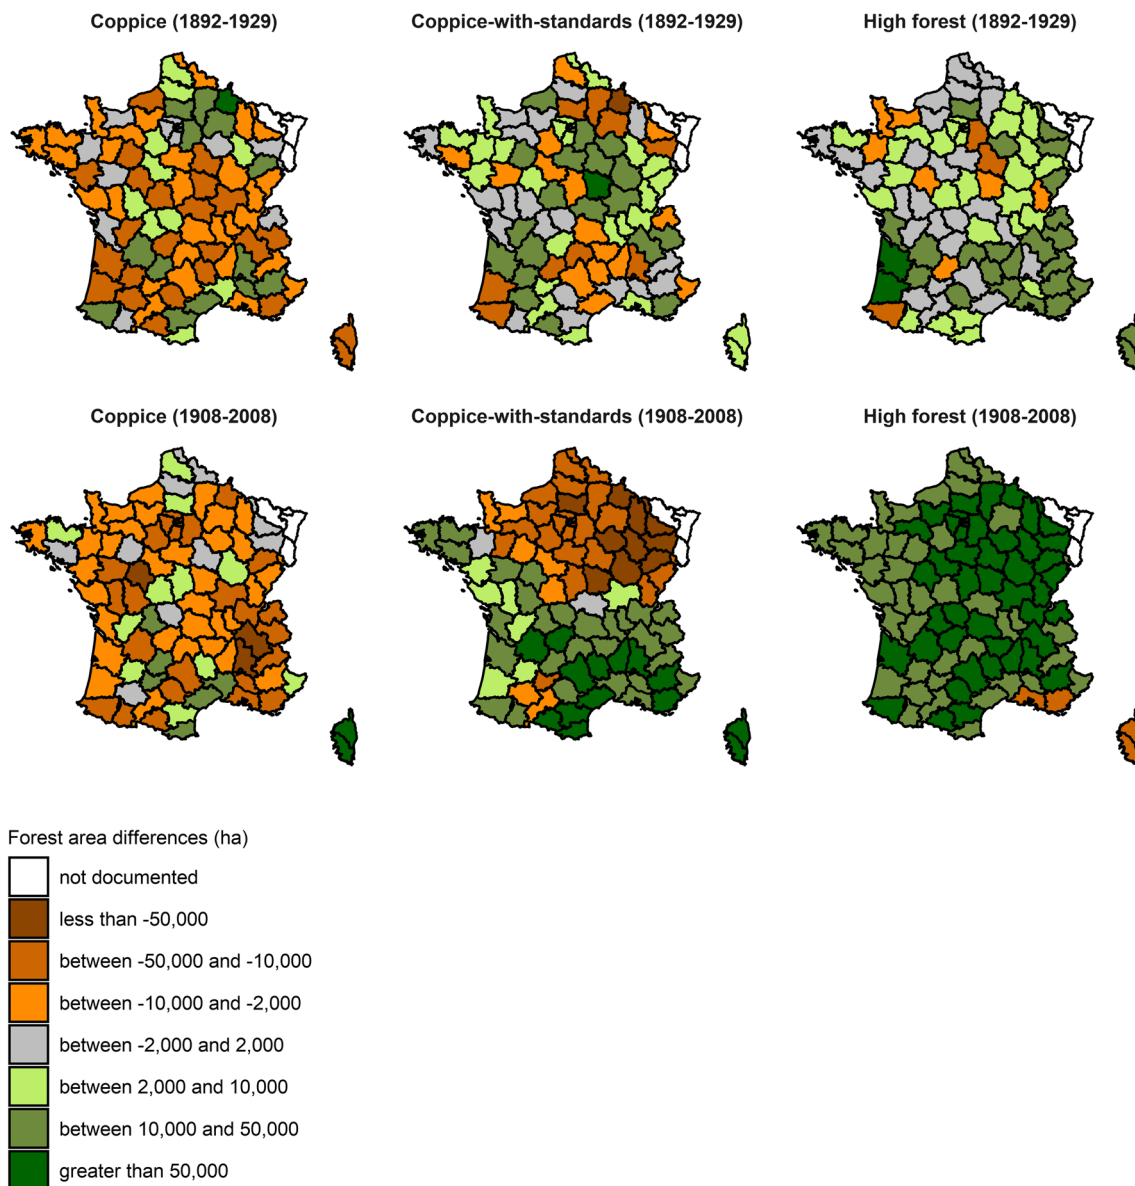 Coppice (1892-1929)
Coppice-with-standards (1892-1929)
High forest (1892-1929)
Coppice (1908-2008)
Coppice-with-standards (1908-2008)
High forest (1908-2008)
Forest area differences (ha)
not documented
less than -50,000
between -50,000 and -10,000
between -10,000 and -2,000
between -2,000 and 2,000
between 2,000 and 10,000
between 10,000 and 50,000
greater than 50,000